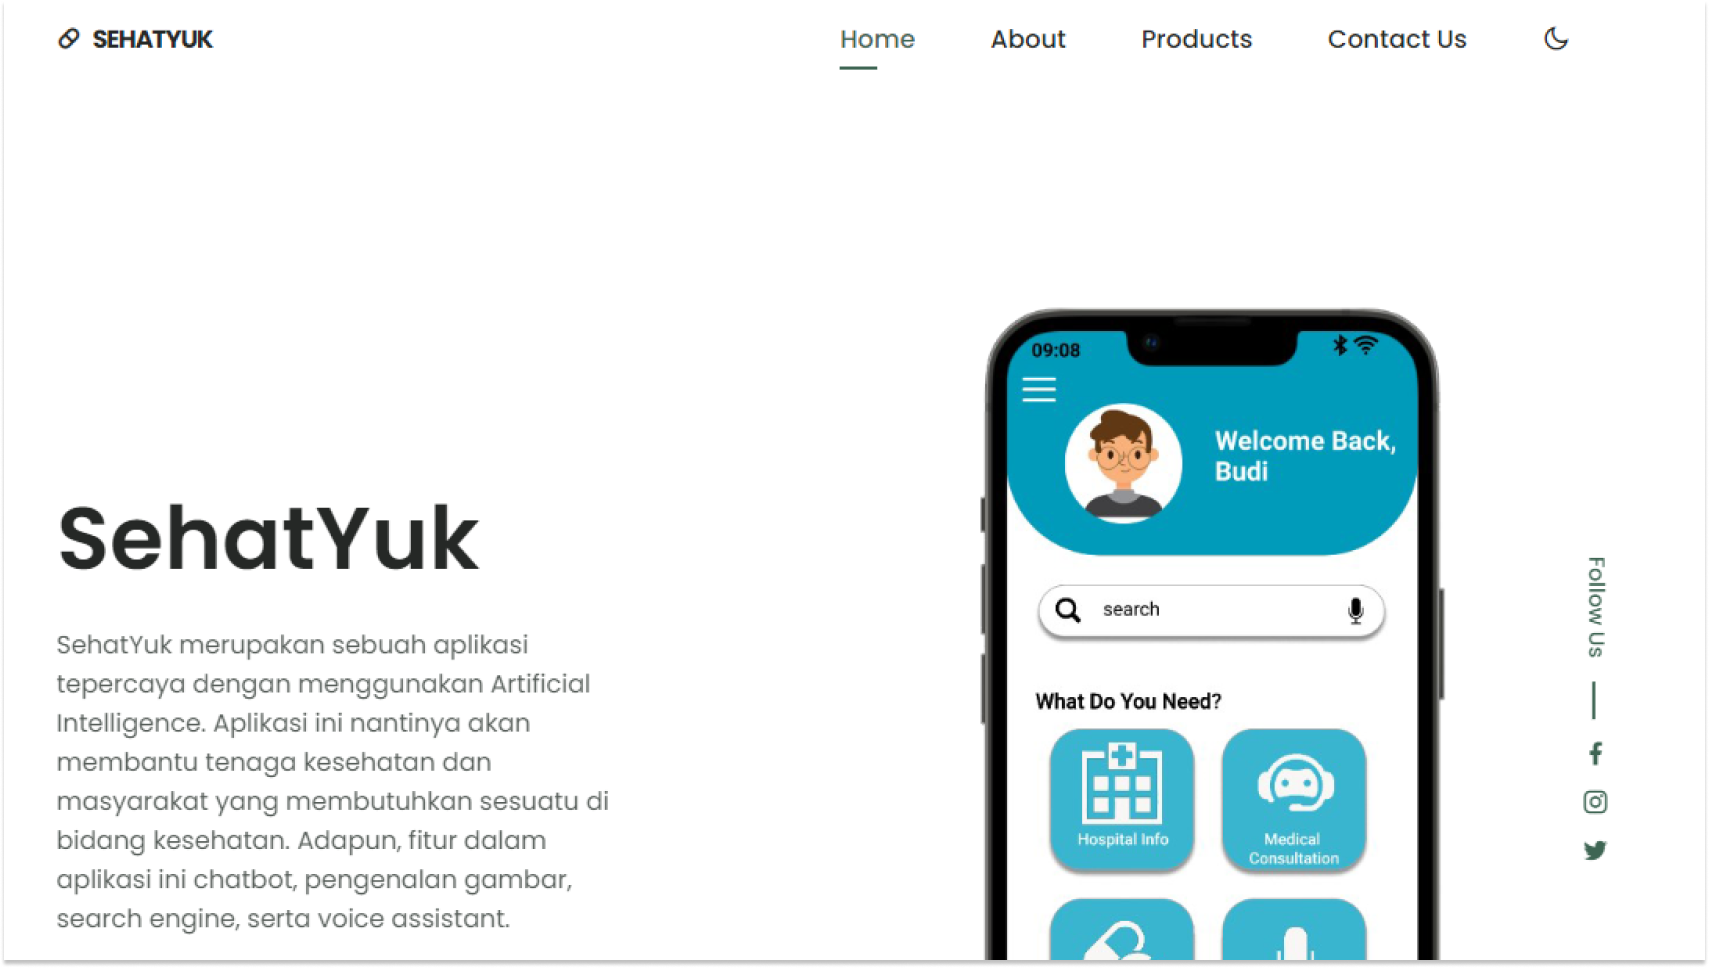 SEHATYUK
Home
About
Products
Contact Us
09:08
Welcome Back,
Budi
search
What Do You Need?
Hospital Info
Medical
Consultation
SehatYuk
SehatYuk merupakan sebuah aplikasi
tepercaya dengan menggunakan Artificial
Intelligence. Aplikasi ini nantinya akan
membantu tenaga kesehatan dan
masyarakat yang membutuhkan sesuatu di
bidang kesehatan. Adapun, fitur dalam
aplikasi ini chatbot, pengenalan gambar,
search engine, serta voice assistant.
Follow Us